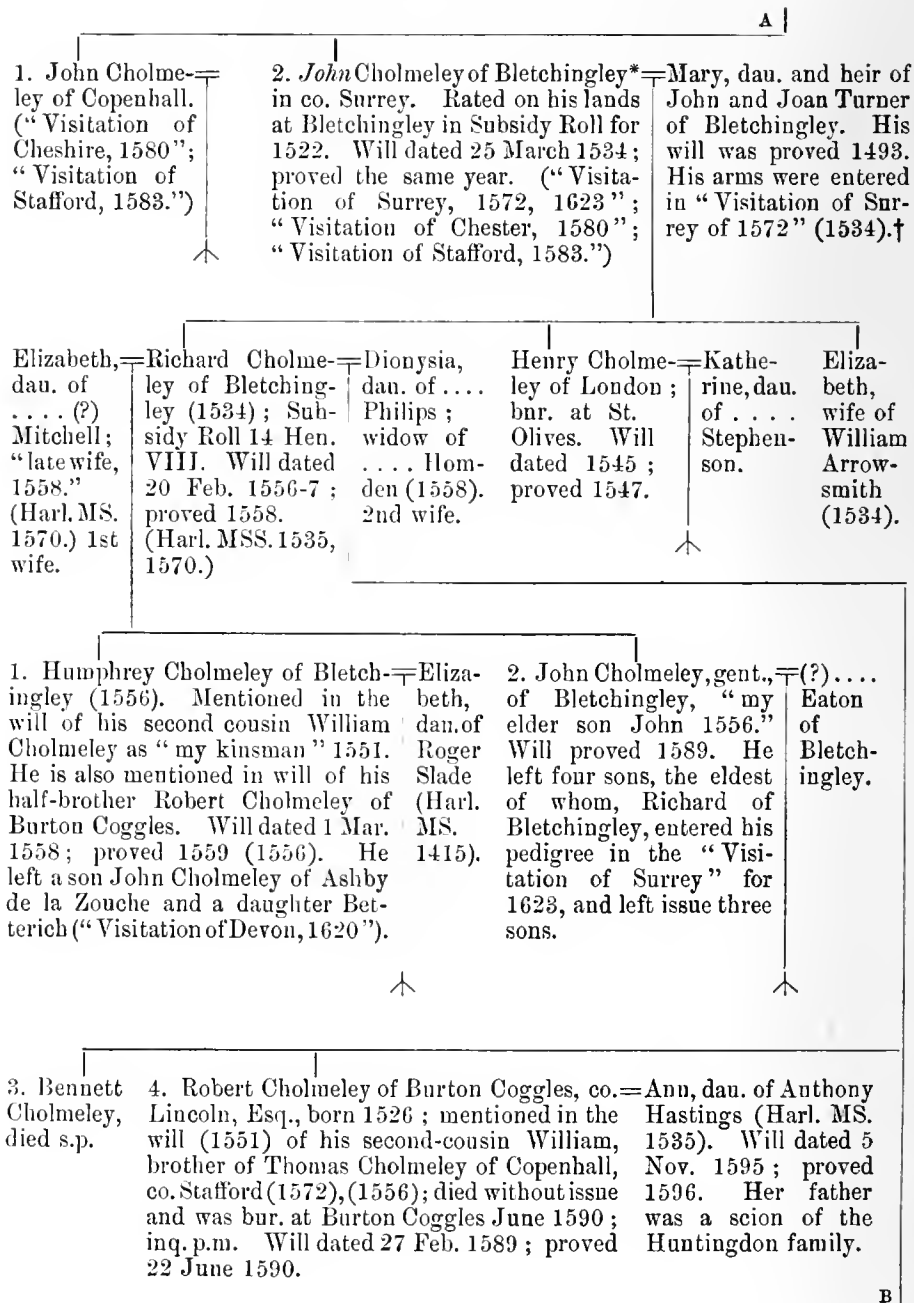 A
1. John Cholme-
ley of Copenhall.
(“Visitation of
Cheshire, 1580”;
“Visitation of
Stafford, 1583.”)
2. John Cholmeley of Bletchingley*
in co. Surrey. Rated on his lands
at Bletchingley in Subsidy Roll for
1522. Will dated 25 March 1534;
proved the same year. (“Visita-
tion of Surrey, 1572, 1623”;
“Visitation of Chester, 1580”;
“Visitation of Stafford, 1583.”)
Mary, dau. and heir of
John and Joan Turner
of Bletchingley. His
will was proved 1493.
His arms were entered
in “Visitation of Sur-
rey of 1572” (1534).†
Elizabeth,
dau. of
. . . . (?)
Mitchell;
“late wife,
1558.”
(Harl. MS.
1570.) 1st
wife.
Richard Cholme-
ley of Bletching-
ley (1534); Sub-
sidy Roll 14 Hen.
VIII. Will dated
20 Feb. 1556-7;
proved 1558.
(Harl. MSS. 1535,
1570.)
Dionysia,
dau. of . . . .
Philips;
widow of
. . . . Hom-
den (1558).
2nd wife.
Henry Cholme-
ley of London;
bur. at St.
Olives. Will
dated 1545;
proved 1547.
Kathe-
rine, dau.
of . . . .
Stephen-
son.
Eliza-
beth,
wife of
William
Arrow-
smith
(1534).
1. Humphrey Cholmeley of Bletch-
ingley (1556). Mentioned in the
will of his second cousin William
Cholmeley as “my kinsman” 1551.
He is also mentioned in will of his
half-brother Robert Cholmeley of
Burton Coggles. Will dated 1 Mar.
1558; proved 1559 (1556). He
left a son John Cholmeley of Ashby
de la Zouche and a daughter Bet-
terich (“Visitation of Devon, 1620”).
Eliza-
beth,
dau. of
Roger
Slade
(Harl.
MS.
1415).
2. John Cholmeley, gent.,
of Bletchingley, “my
elder son John 1556.”
Will proved 1589. He
left four sons, the eldest
of whom, Richard of
Bletchingley, entered his
pedigree in the “Visi-
tation of Surrey” for
1623, and left issue three
sons.
(?) . . . .
Eaton
of
Bletch-
ingley.
3. Bennett
Cholmeley,
died s.p.
4. Robert Cholmeley of Burton Coggles, co.
Lincoln, Esq., born 1526; mentioned in the
will (1551) of his second-cousin William,
brother of Thomas Cholmeley of Copenhall,
co. Stafford (1572), (1556); died without issue
and was bur. at Burton Coggles June 1590;
inq. p.m. Will dated 27 Feb. 1589; proved
22 June 1590.
Ann, dau. of Anthony
Hastings (Harl. MS.
1535). Will dated 5
Nov. 1595; proved
1596. Her father
was a scion of the
Huntingdon family.
B